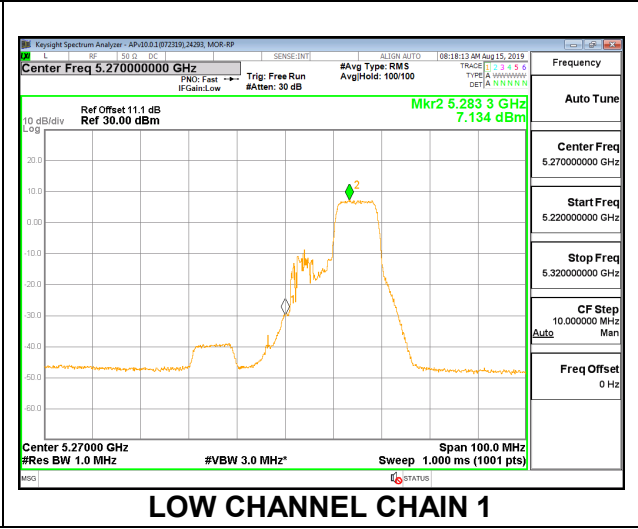 Keysight Spectrum Analyzer - APv10.0.1(072319),24293, MOR-RP
L RF 50 Ω DC SENSE:INT ALIGN AUTO 08:18:13 AM Aug 15, 2019
Center Freq 5.270000000 GHz
#Avg Type: RMS
TRACE 1 2 3 4 5 6
PNO: Fast
Trig: Free Run
Avg|Hold: 100/100
TYPE A WWWWW
IFGain:Low
#Atten: 30 dB
DET A N N N N N
Frequency
Auto Tune
Center Freq
5.270000000 GHz
Start Freq
5.220000000 GHz
Stop Freq
5.320000000 GHz
CF Step
10.000000 MHz
Auto Man
Freq Offset
0 Hz
Mkr2 5.283 3 GHz
7.134 dBm
Ref Offset 11.1 dB
10 dB/div Ref 30.00 dBm
Log
20.0
10.0
0.00
-10.0
-20.0
-30.0
-40.0
-50.0
-60.0
2
Center 5.27000 GHz Span 100.0 MHz
#Res BW 1.0 MHz #VBW 3.0 MHz* Sweep 1.000 ms (1001 pts)
MSG STATUS
LOW CHANNEL CHAIN 1